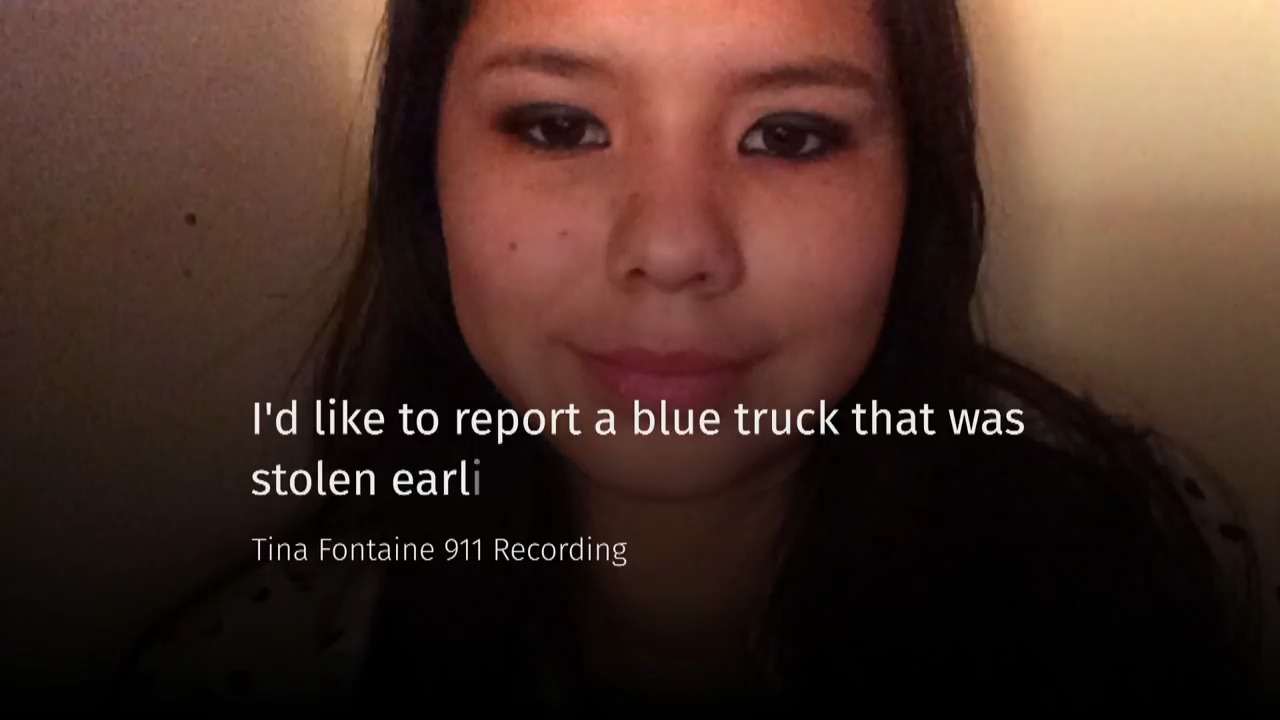 I'd like to report a blue truck that was
stolen earli
Tina Fontaine 911 Recording